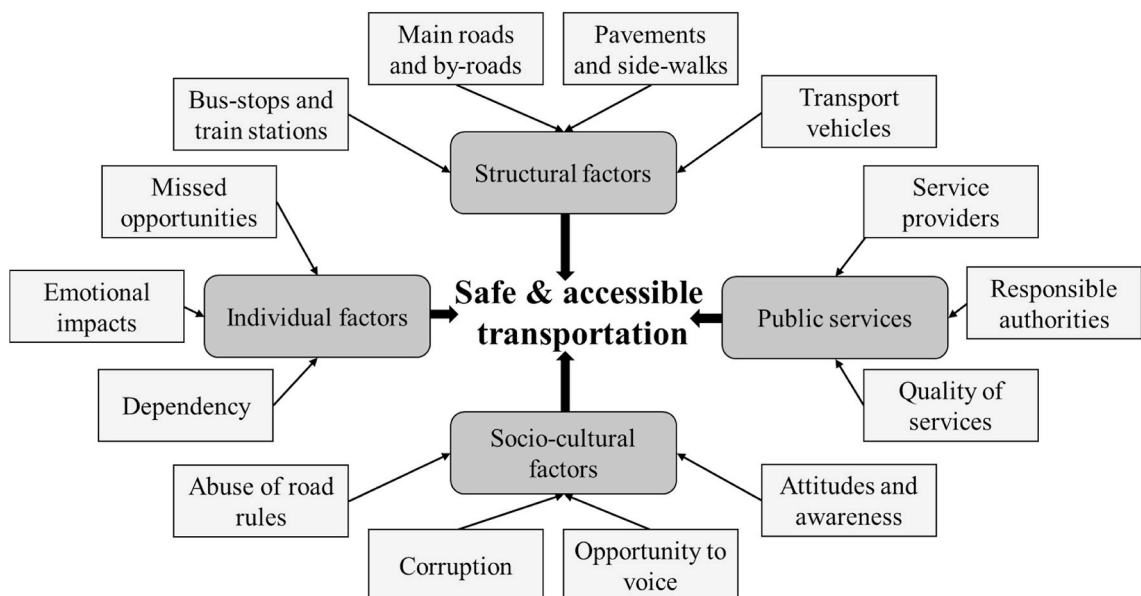 Main roads
and by-roads
Pavements
and side-walks
Bus-stops and
train stations
Transport
vehicles
Structural factors
Missed
opportunities
Service
providers
Emotional
impacts
Individual factors
Safe & accessible
transportation
Public services
Responsible
authorities
Dependency
Quality of
services
Socio-cultural
factors
Abuse of road
rules
Attitudes and
awareness
Corruption
Opportunity to
voice